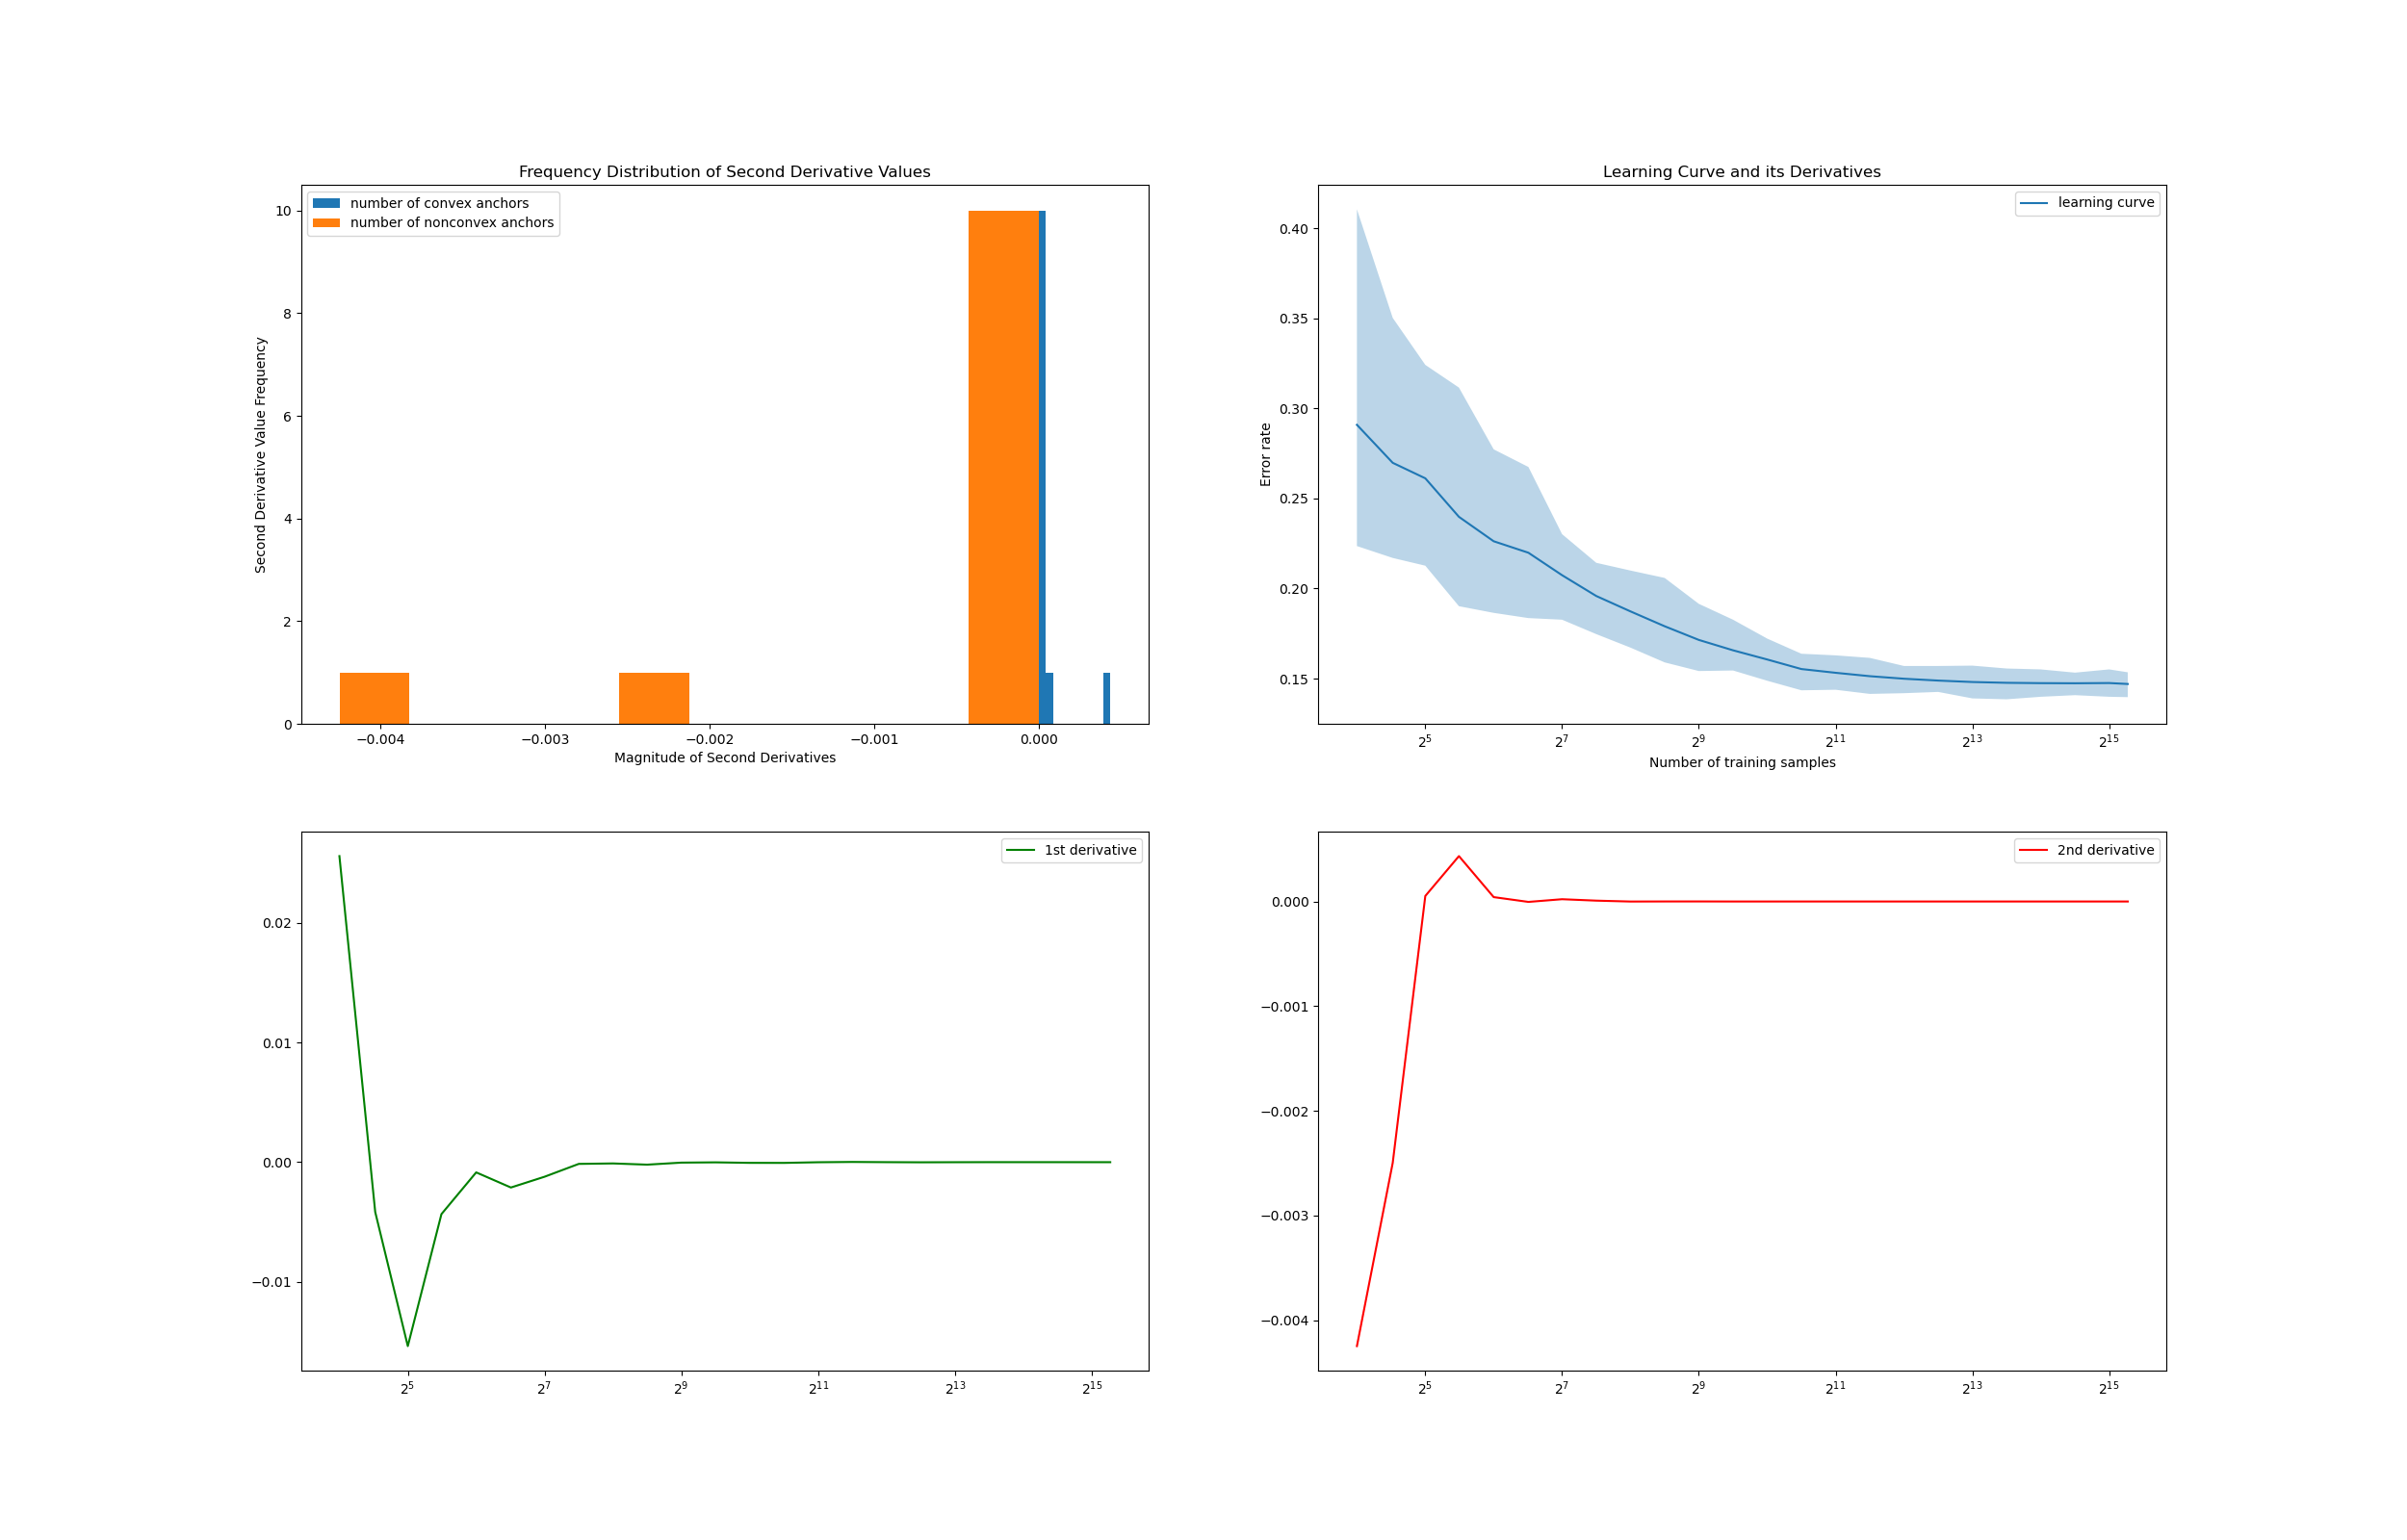 Frequency Distribution of Second Derivative Values
number of convex anchors
number of nonconvex anchors
Second Derivative Value Frequency
10
8
6
4
2
0
−0.004 −0.003 −0.002 −0.001 0.000
Magnitude of Second Derivatives
Learning Curve and its Derivatives
learning curve
Error rate
0.40
0.35
0.30
0.25
0.20
0.15
2^5 2^7 2^9 2^11 2^13 2^15
Number of training samples
1st derivative
0.02
0.01
0.00
−0.01
2^5 2^7 2^9 2^11 2^13 2^15
2nd derivative
0.000
−0.001
−0.002
−0.003
−0.004
2^5 2^7 2^9 2^11 2^13 2^15